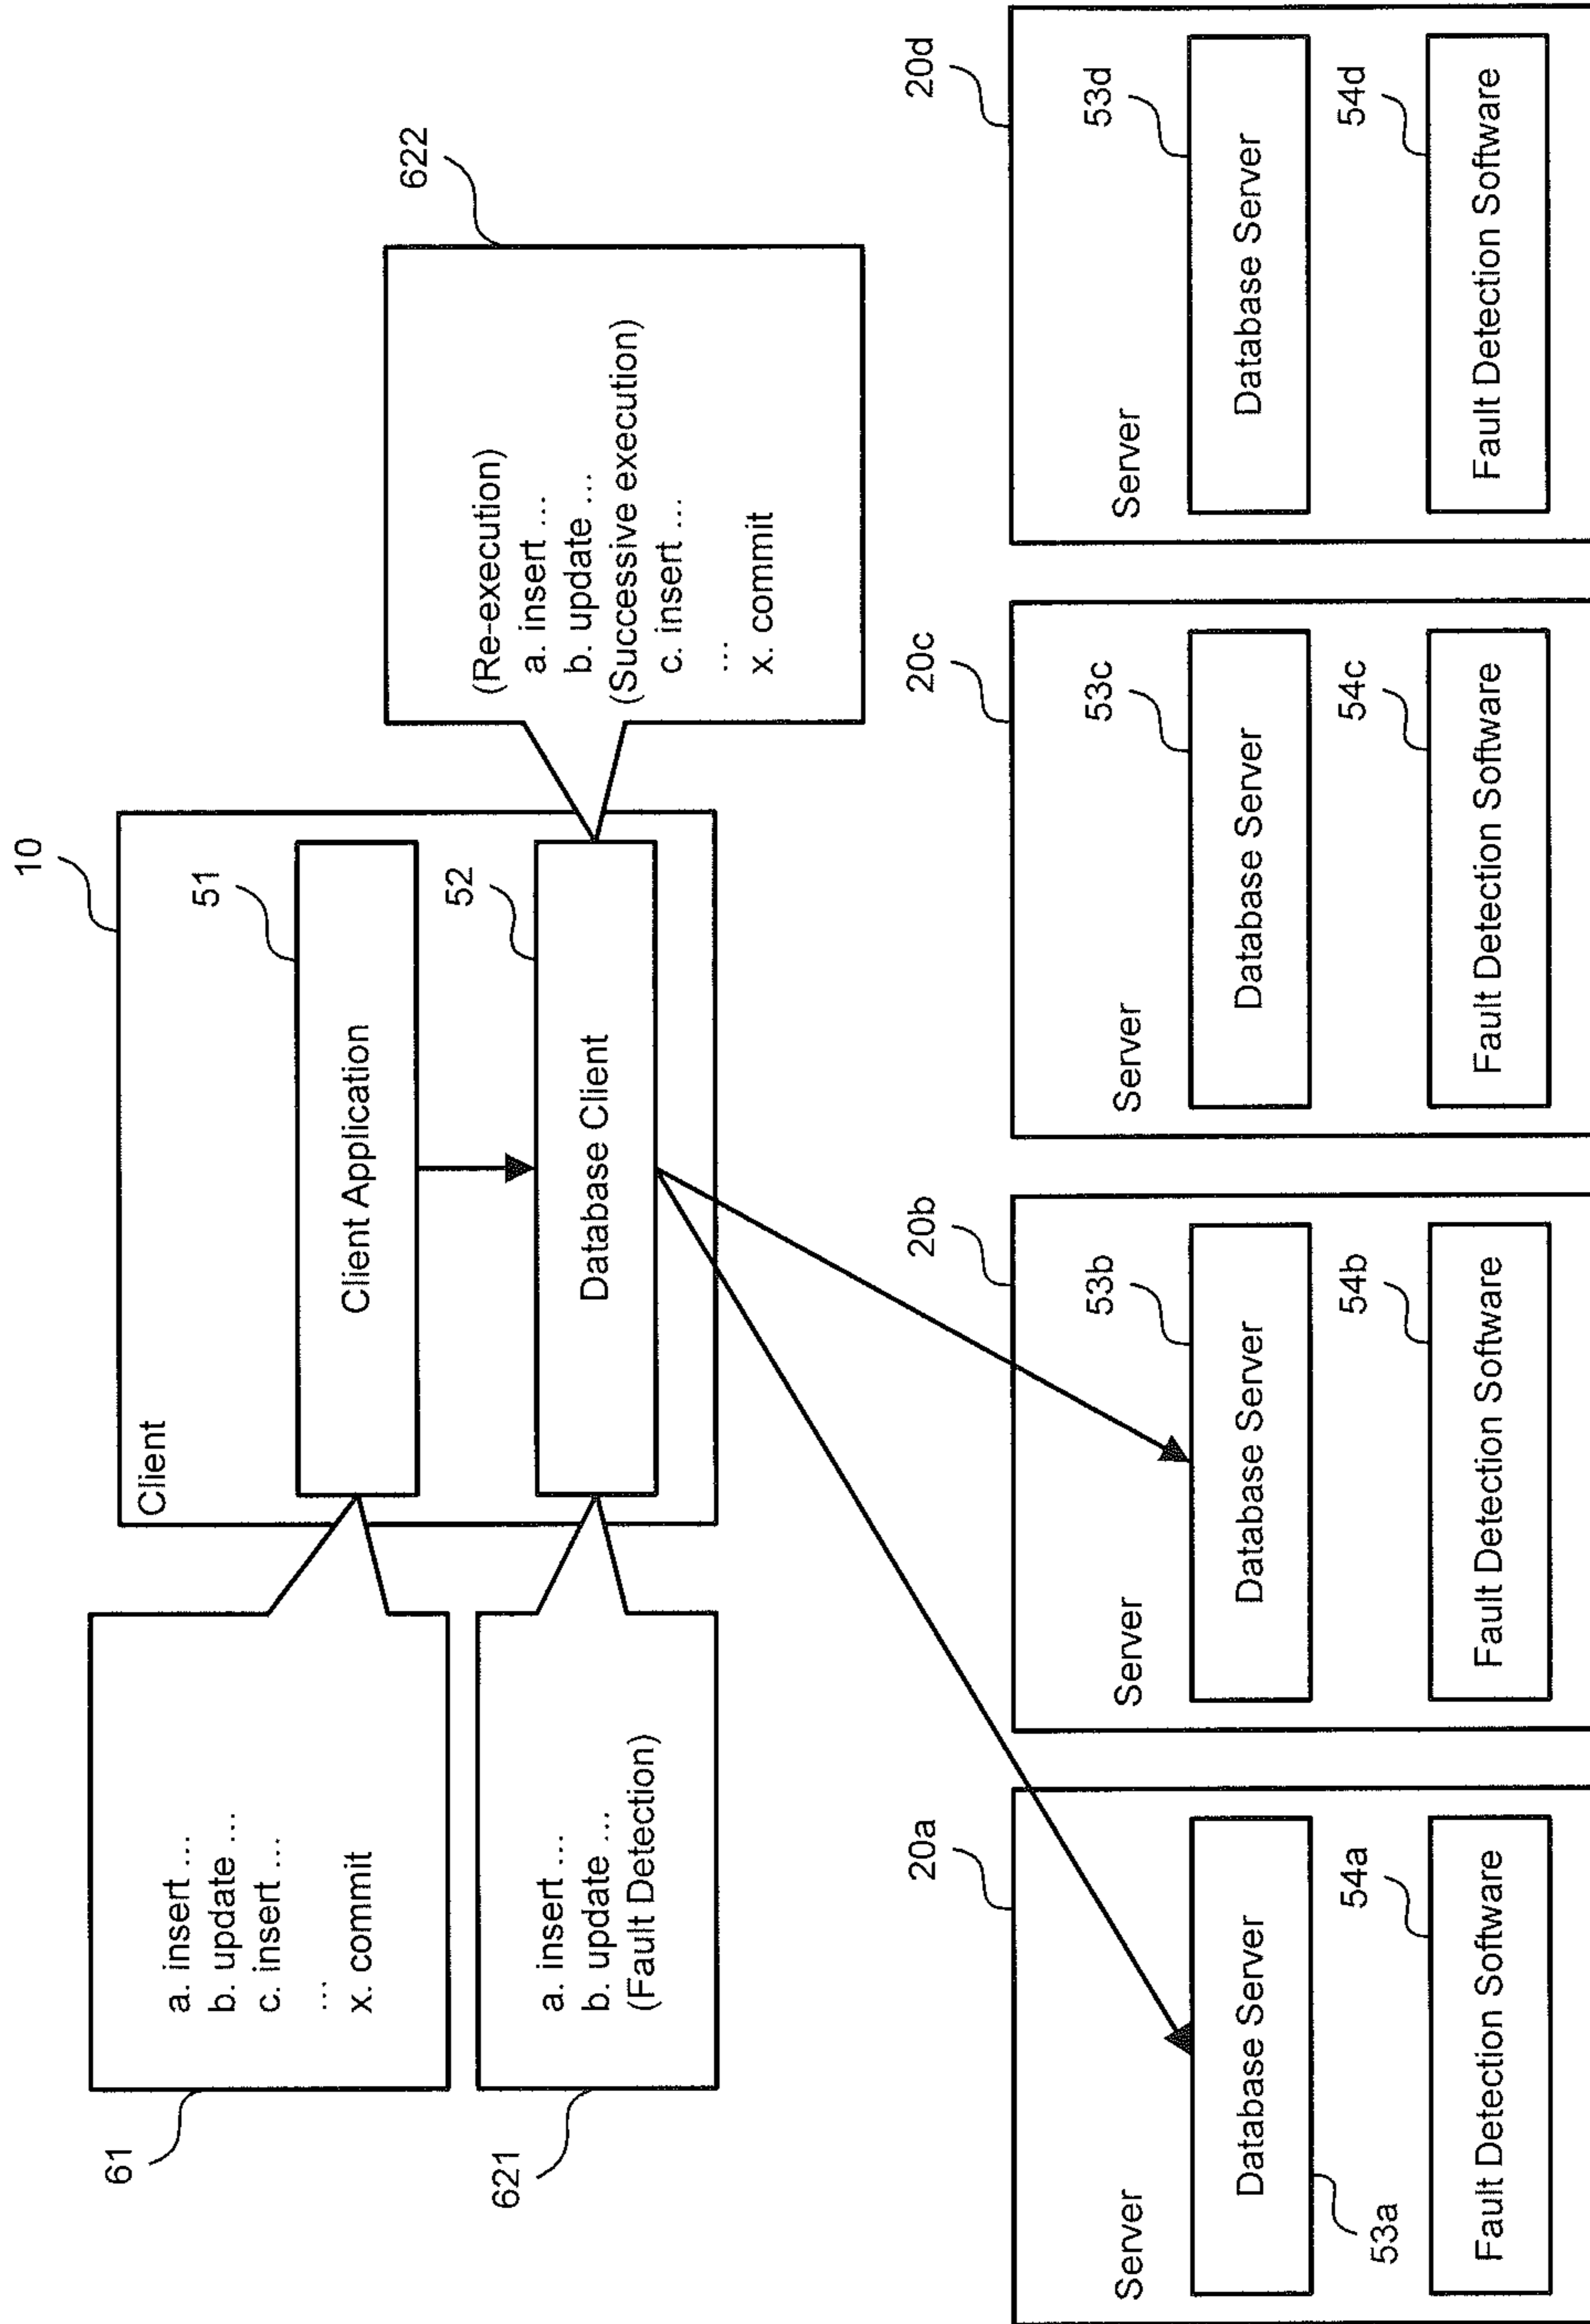 10
Client
51
Client Application
52
Database Client
61
a. insert ...
b. update ...
c. insert ...
...
x. commit
621
a. insert ...
b. update ...
(Fault Detection)
622
(Re-execution)
a. insert ...
b. update ...
(Successive execution)
c. insert ...
...
x. commit
20a
Server
Database Server
53a
54a
Fault Detection Software
20b
Server
53b
Database Server
54b
Fault Detection Software
20c
Server
53c
Database Server
54c
Fault Detection Software
20d
Server
53d
Database Server
54d
Fault Detection Software